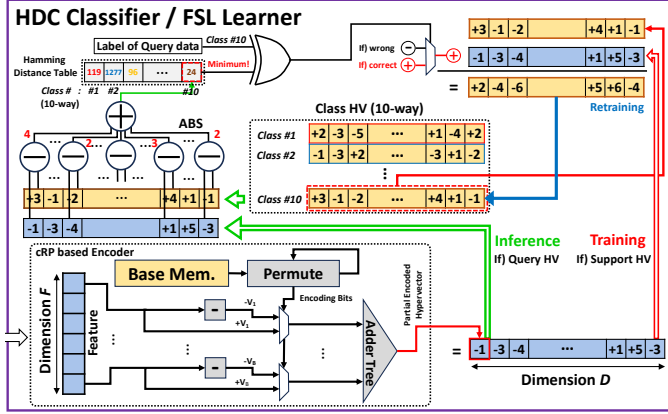 HDC Classifier / FSL Learner
Label of Query data
Class #10
If) wrong
If) correct
+3 -1 -2 +4 +1 -1
-1 -3 -4 +1 +5 -3
= +2 -4 -6 +5 +6 -4
Retraining
Hamming
Distance Table
119 1277 96 ... 24
Minimum!
Class # : #1 #2 ... #10
(10-way)
ABS
4 2 3 2
+3 -1 -2 ... +4 +1 -1
-1 -3 -4 +1 +5 -3
Class HV (10-way)
Class #1 +2 -3 -5 ... +1 -4 +2
Class #2 -1 -3 +2 ... -3 +1 -2
Class #10 +3 -1 -2 ... +4 +1 -1
Inference
If) Query HV
Training
If) Support HV
cRP based Encoder
Base Mem.
Permute
Encoding Bits
Dimension F
Feature
-V₁
+V₁
-V_B
+V_B
Adder Tree
Partial Encoded
Hypervector
= -1 -3 -4 ... +1 +5 -3
Dimension D